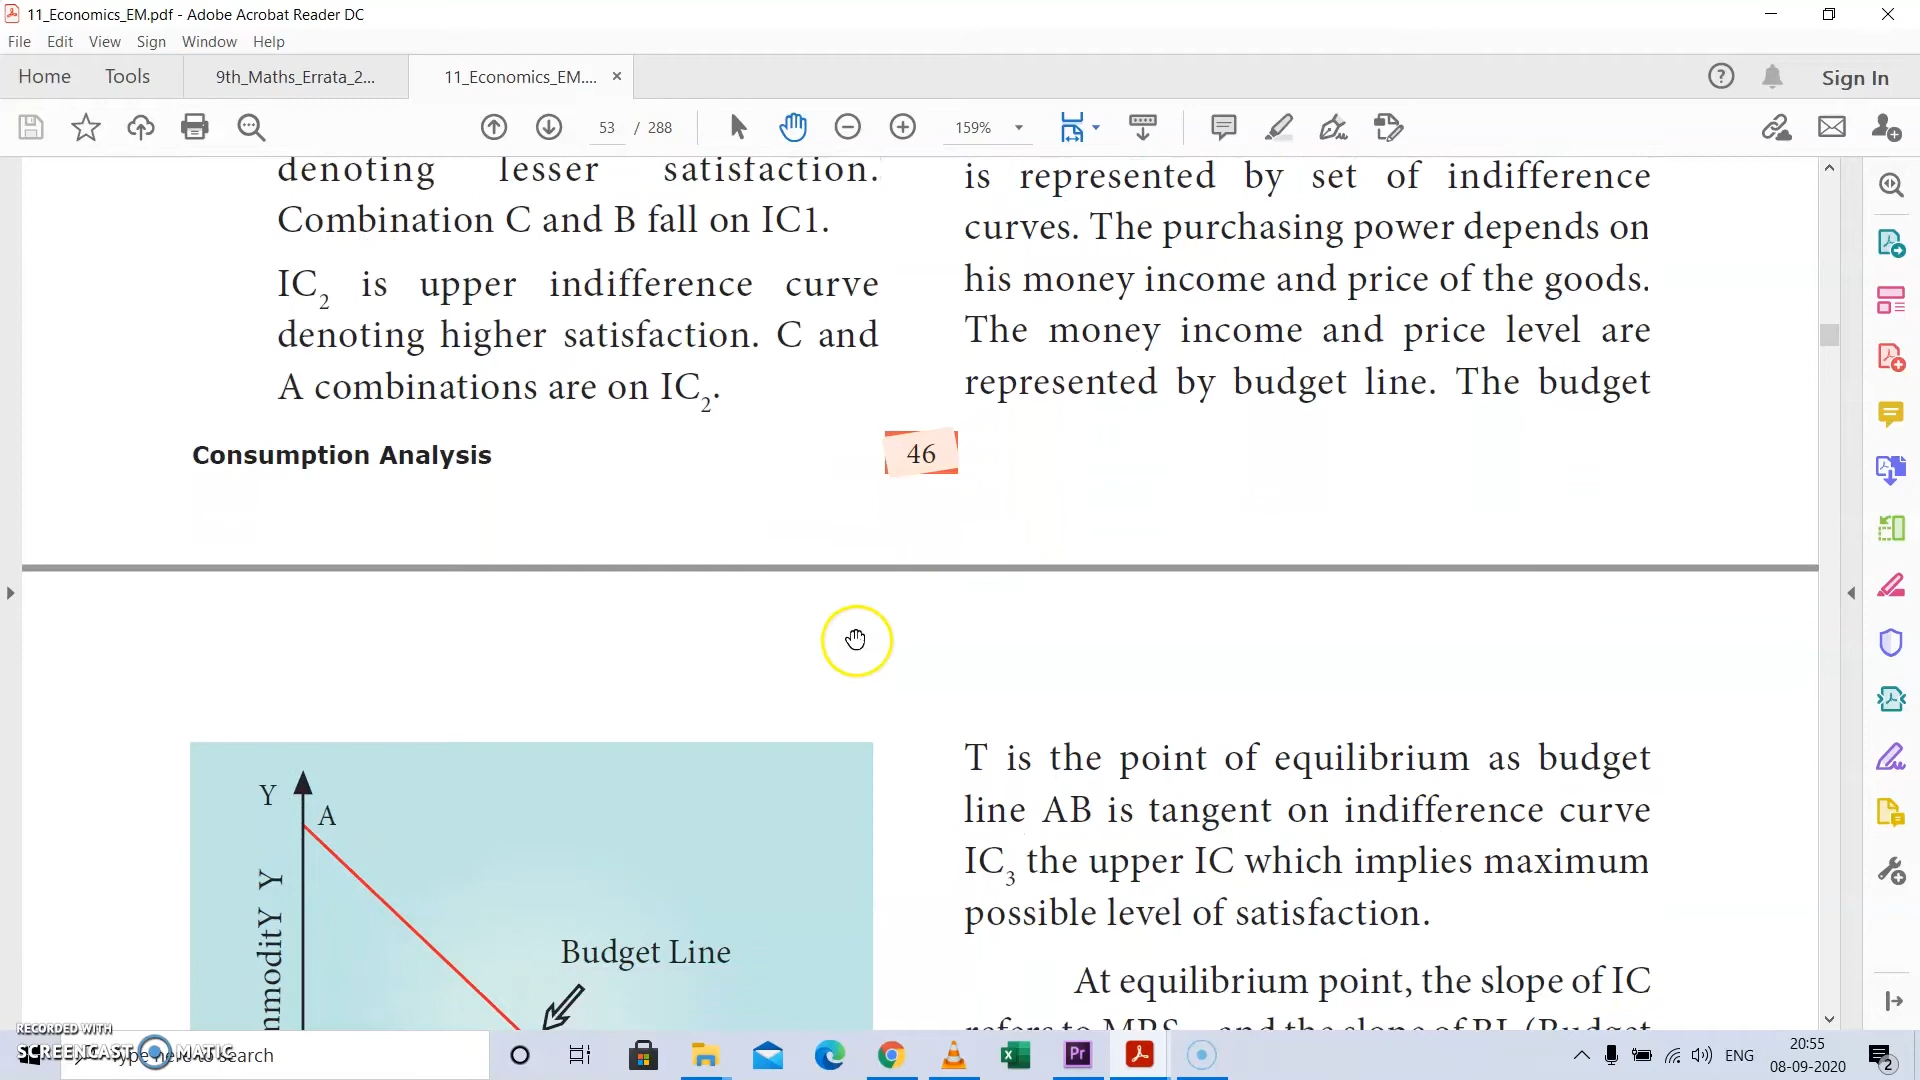 11_Economics_EM.pdf - Adobe Acrobat Reader DC
File Edit View Sign Window Help
Home Tools 9th_Maths_Errata_2... 11_Economics_EM.... × Sign In
53 / 288 159%
denoting lesser satisfaction.
Combination C and B fall on IC1.
IC2 is upper indifference curve
denoting higher satisfaction. C and
A combinations are on IC2.
is represented by set of indifference
curves. The purchasing power depends on
his money income and price of the goods.
The money income and price level are
represented by budget line. The budget
Consumption Analysis
46
Y
A
Budget Line
T is the point of equilibrium as budget
line AB is tangent on indifference curve
IC3 the upper IC which implies maximum
possible level of satisfaction.
At equilibrium point, the slope of IC
RECORDED WITH
SCREENCAST MATIC
Type here to search
ENG
20:55
08-09-2020
2